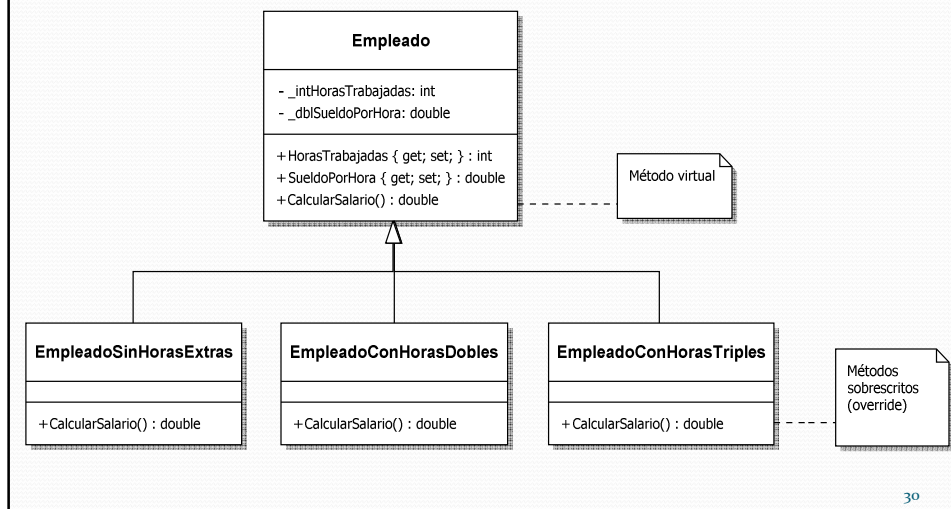 Empleado
- _intHorasTrabajadas: int
- _dblSueldoPorHora: double
+ HorasTrabajadas { get; set; } : int
+ SueldoPorHora { get; set; } : double
+ CalcularSalario() : double
Método virtual
EmpleadoSinHorasExtras
+ CalcularSalario() : double
EmpleadoConHorasDobles
+ CalcularSalario() : double
EmpleadoConHorasTriples
+ CalcularSalario() : double
Métodos
sobrescritos
(override)
30